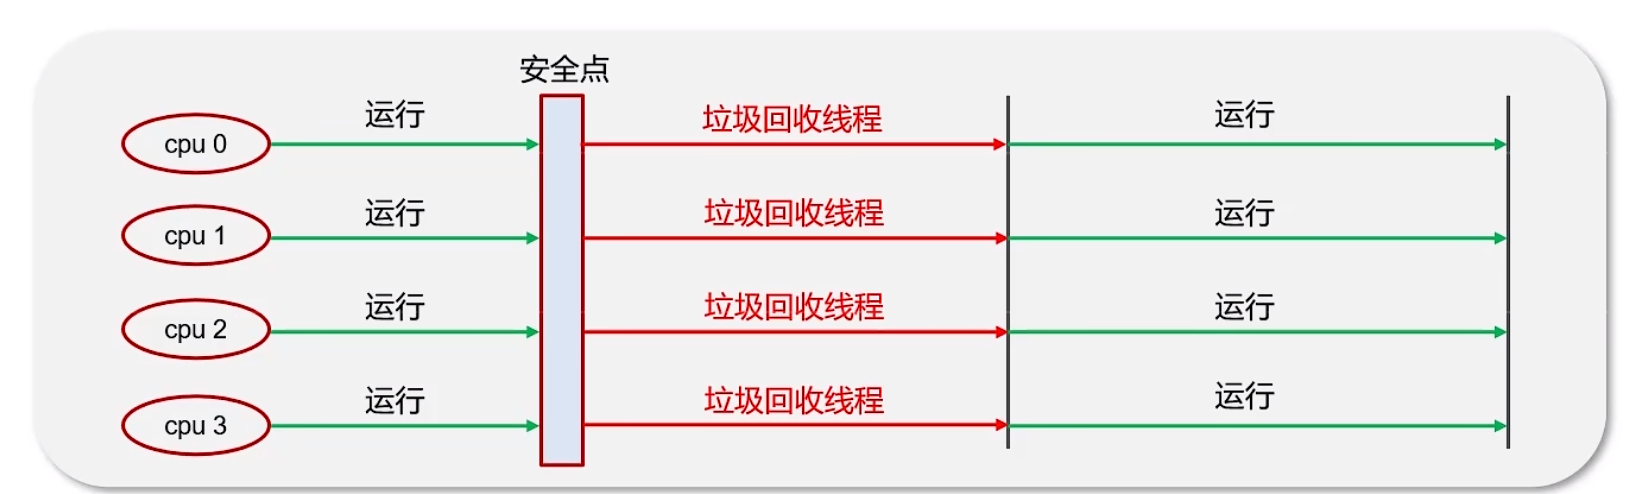 安全点
cpu 0 运行 垃圾回收线程 运行
cpu 1 运行 垃圾回收线程 运行
cpu 2 运行 垃圾回收线程 运行
cpu 3 运行 垃圾回收线程 运行